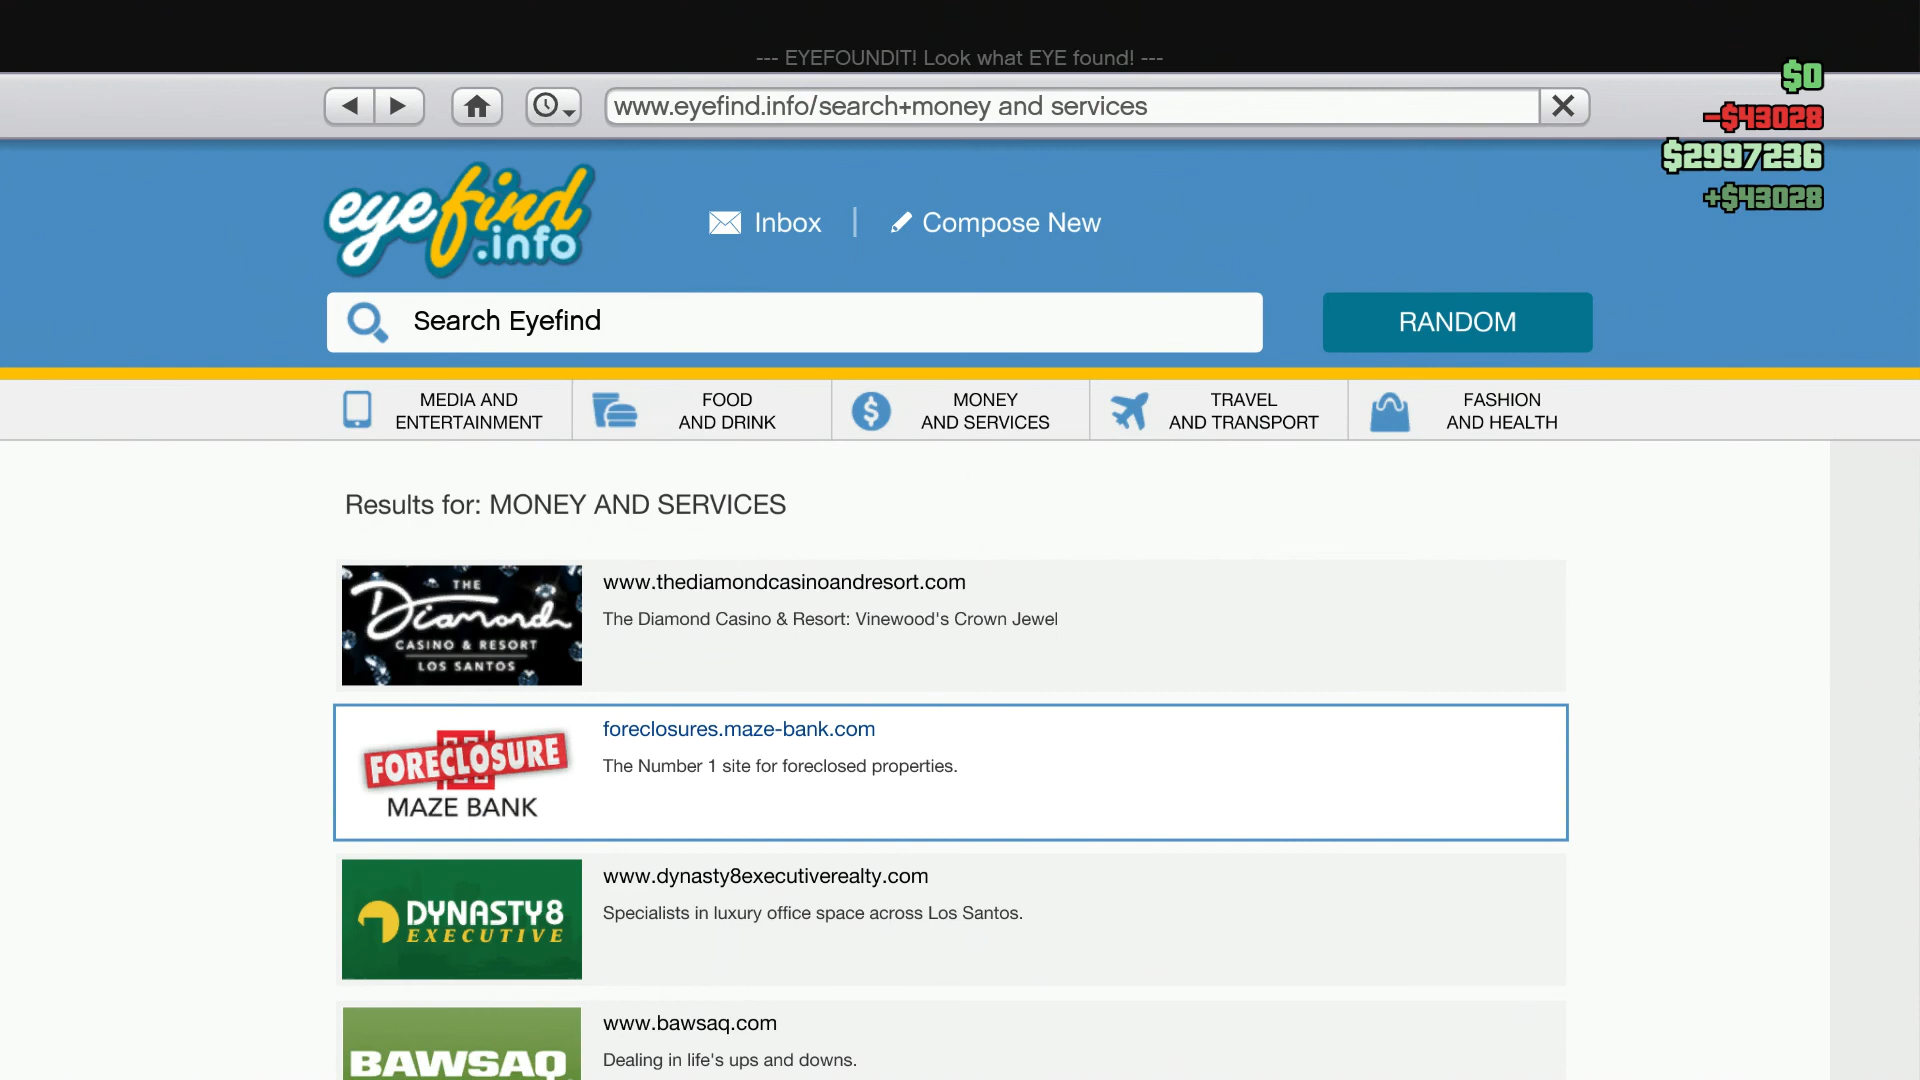 --- EYEFOUNDIT! Look what EYE found! ---
www.eyefind.info/search+money and services
$0
-$43028
$2997236
+$43028
eyefind
.info
Inbox
Compose New
Search Eyefind
RANDOM
MEDIA AND
ENTERTAINMENT
FOOD
AND DRINK
MONEY
AND SERVICES
TRAVEL
AND TRANSPORT
FASHION
AND HEALTH
Results for: MONEY AND SERVICES
THE
Diamond
CASINO & RESORT
LOS SANTOS
www.thediamondcasinoandresort.com
The Diamond Casino & Resort: Vinewood's Crown Jewel
FORECLOSURE
MAZE BANK
foreclosures.maze-bank.com
The Number 1 site for foreclosed properties.
DYNASTY8
EXECUTIVE
www.dynasty8executiverealty.com
Specialists in luxury office space across Los Santos.
BAWSAQ
www.bawsaq.com
Dealing in life's ups and downs.